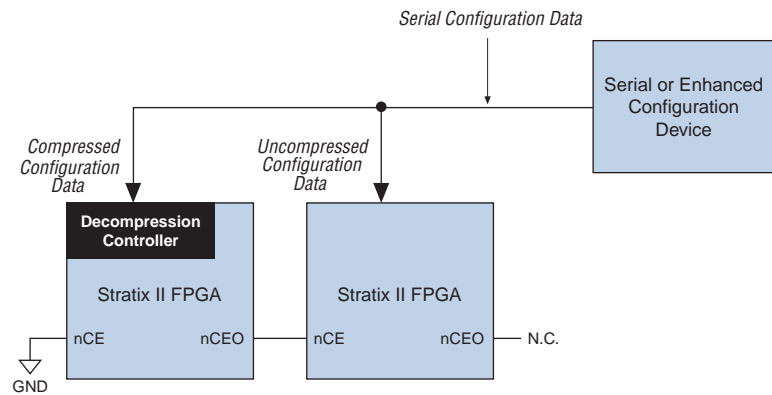 Serial Configuration Data
Serial or Enhanced
Configuration
Device
Compressed
Configuration
Data
Uncompressed
Configuration
Data
Decompression
Controller
Stratix II FPGA
Stratix II FPGA
nCE
nCEO
nCE
nCEO
N.C.
GND